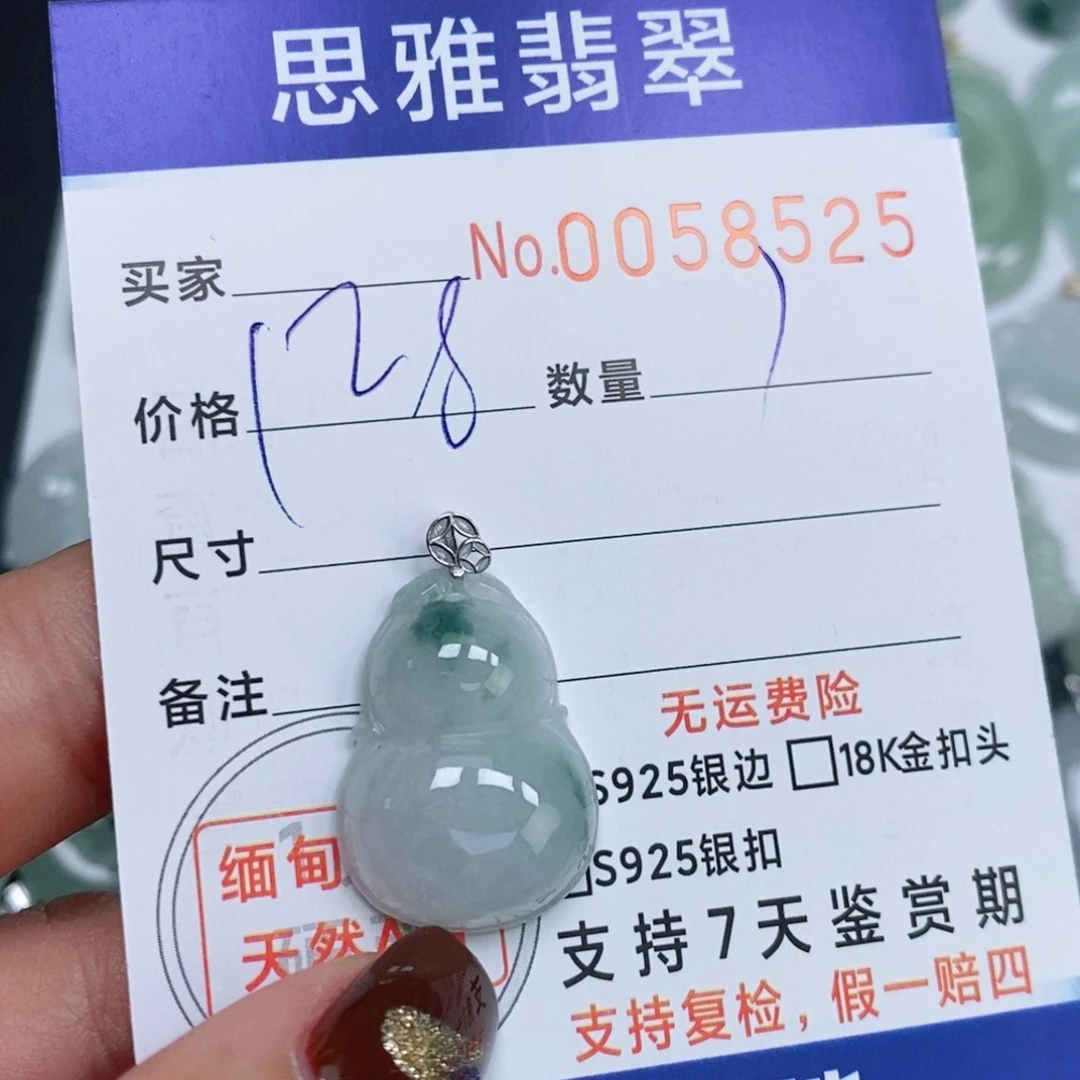 思雅翡翠
No.0058525
买家
价格 128 数量 1
尺寸
备注
无运费险
S925银边 18K金扣头
缅甸
S925银扣
天然A
支持7天鉴赏期
支持复检，假一赔四